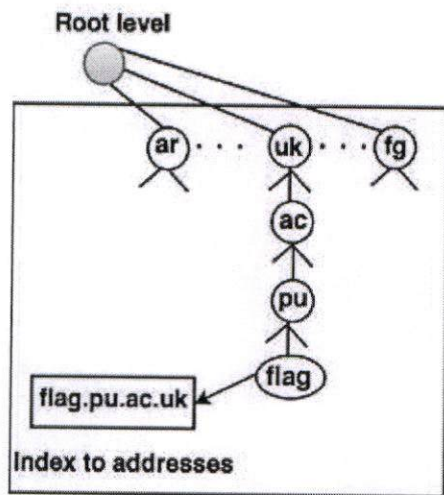 Root level
ar . . . uk . . . fg
ac
pu
flag
flag.pu.ac.uk
Index to addresses